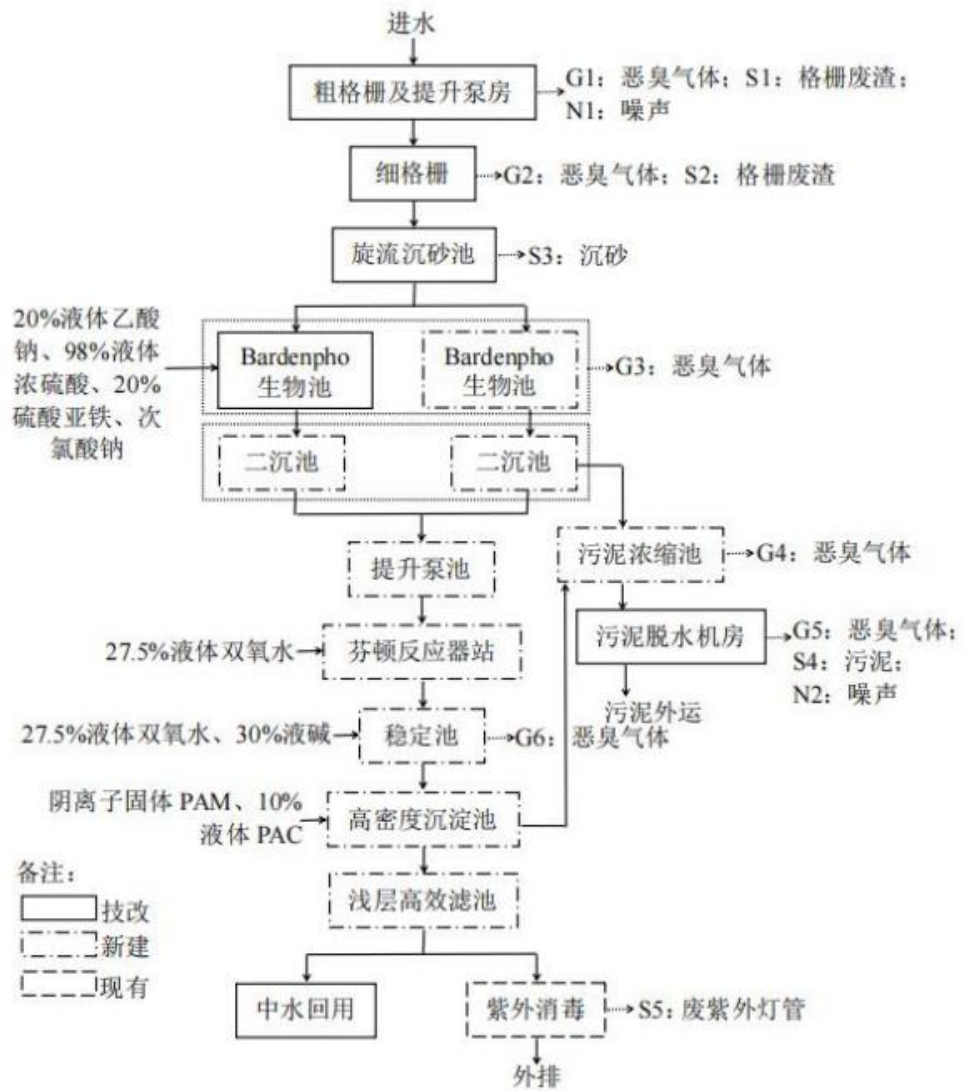 进水
粗格栅及提升泵房
G1：恶臭气体；S1：格栅废渣；
N1：噪声
细格栅
G2：恶臭气体；S2：格栅废渣
旋流沉砂池
S3：沉砂
20%液体乙酸
钠、98%液体
浓硫酸、20%
硫酸亚铁、次
氯酸钠
Bardenpho
生物池
Bardenpho
生物池
G3：恶臭气体
二沉池
二沉池
提升泵池
污泥浓缩池
G4：恶臭气体
27.5%液体双氧水
芬顿反应器站
污泥脱水机房
G5：恶臭气体；
S4：污泥；
N2：噪声
污泥外运
27.5%液体双氧水、30%液碱
稳定池
G6：恶臭气体
阴离子固体 PAM、10%
液体 PAC
高密度沉淀池
浅层高效滤池
备注：
技改
新建
现有
中水回用
紫外消毒
S5：废紫外灯管
外排